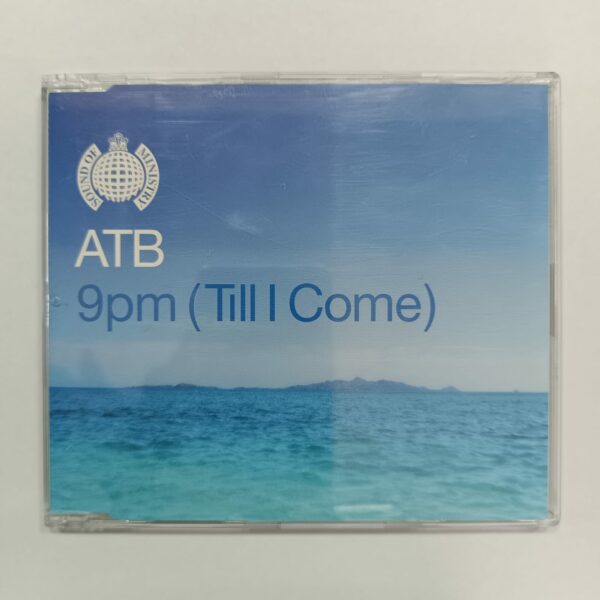 SOUND OF
MINISTRY
ATB
9pm (Till I Come)